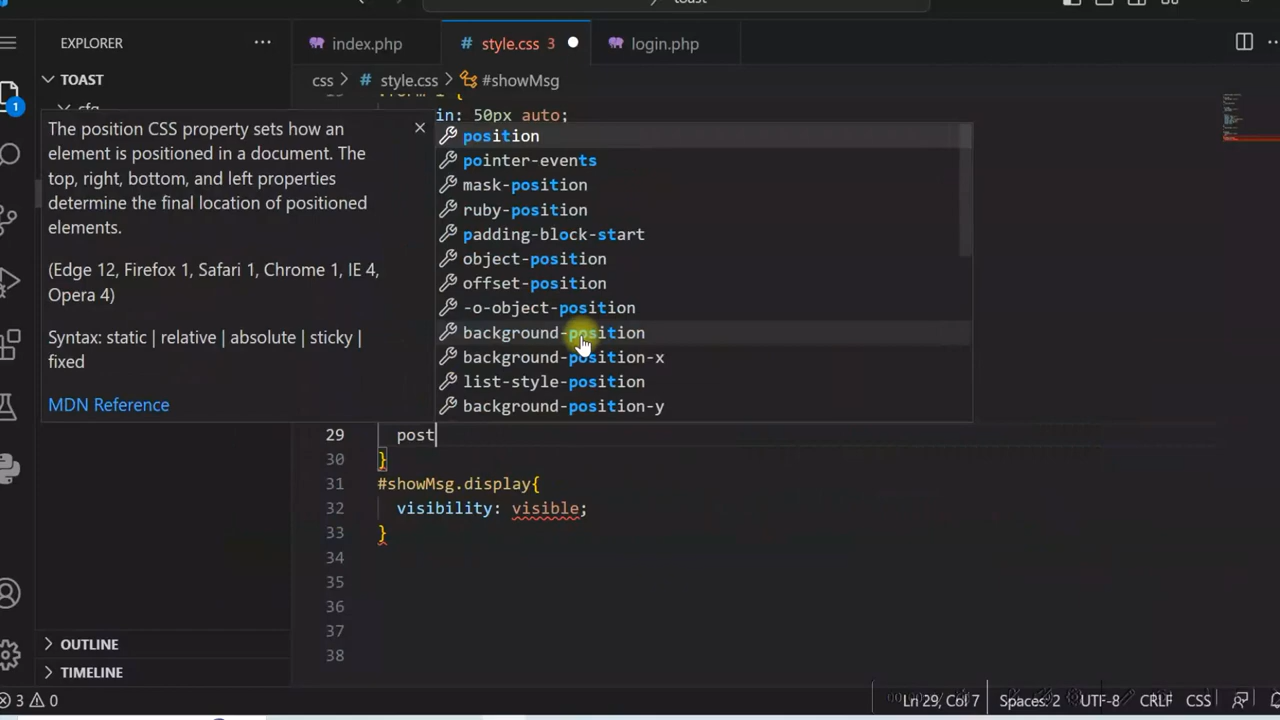 toast
EXPLORER
index.php
style.css 3
login.php
TOAST
css > style.css > #showMsg
cfg
in: 50px auto;
The position CSS property sets how an
element is positioned in a document. The
top, right, bottom, and left properties
determine the final location of positioned
elements.
(Edge 12, Firefox 1, Safari 1, Chrome 1, IE 4,
Opera 4)
Syntax: static | relative | absolute | sticky |
fixed
MDN Reference
position
pointer-events
mask-position
ruby-position
padding-block-start
object-position
offset-position
-o-object-position
background-position
background-position-x
list-style-position
background-position-y
29 post
30 }
31 #showMsg.display{
32 visibility: visible;
33 }
34
35
36
37
38
1
OUTLINE
TIMELINE
3 0
Ln 29, Col 7
Spaces: 2
UTF-8
CRLF
CSS